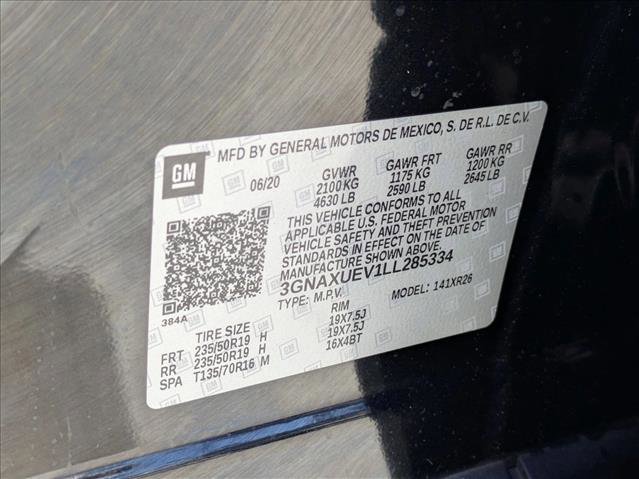 GM
MFD BY GENERAL MOTORS DE MEXICO, S. DE R.L. DE C.V.
06/20 GVWR GAWR FRT GAWR RR
2100 KG 1175 KG 1200 KG
4630 LB 2590 LB 2645 LB
THIS VEHICLE CONFORMS TO ALL
APPLICABLE U.S. FEDERAL MOTOR
VEHICLE SAFETY AND THEFT PREVENTION
STANDARDS IN EFFECT ON THE DATE OF
MANUFACTURE SHOWN ABOVE.
3GNAXUEV1LL285334
TYPE: M.P.V. MODEL: 141XR26
384A
TIRE SIZE RIM
FRT 235/50R19 H 19X7.5J
RR 235/50R19 H 19X7.5J
SPA T135/70R16 M 16X4BT